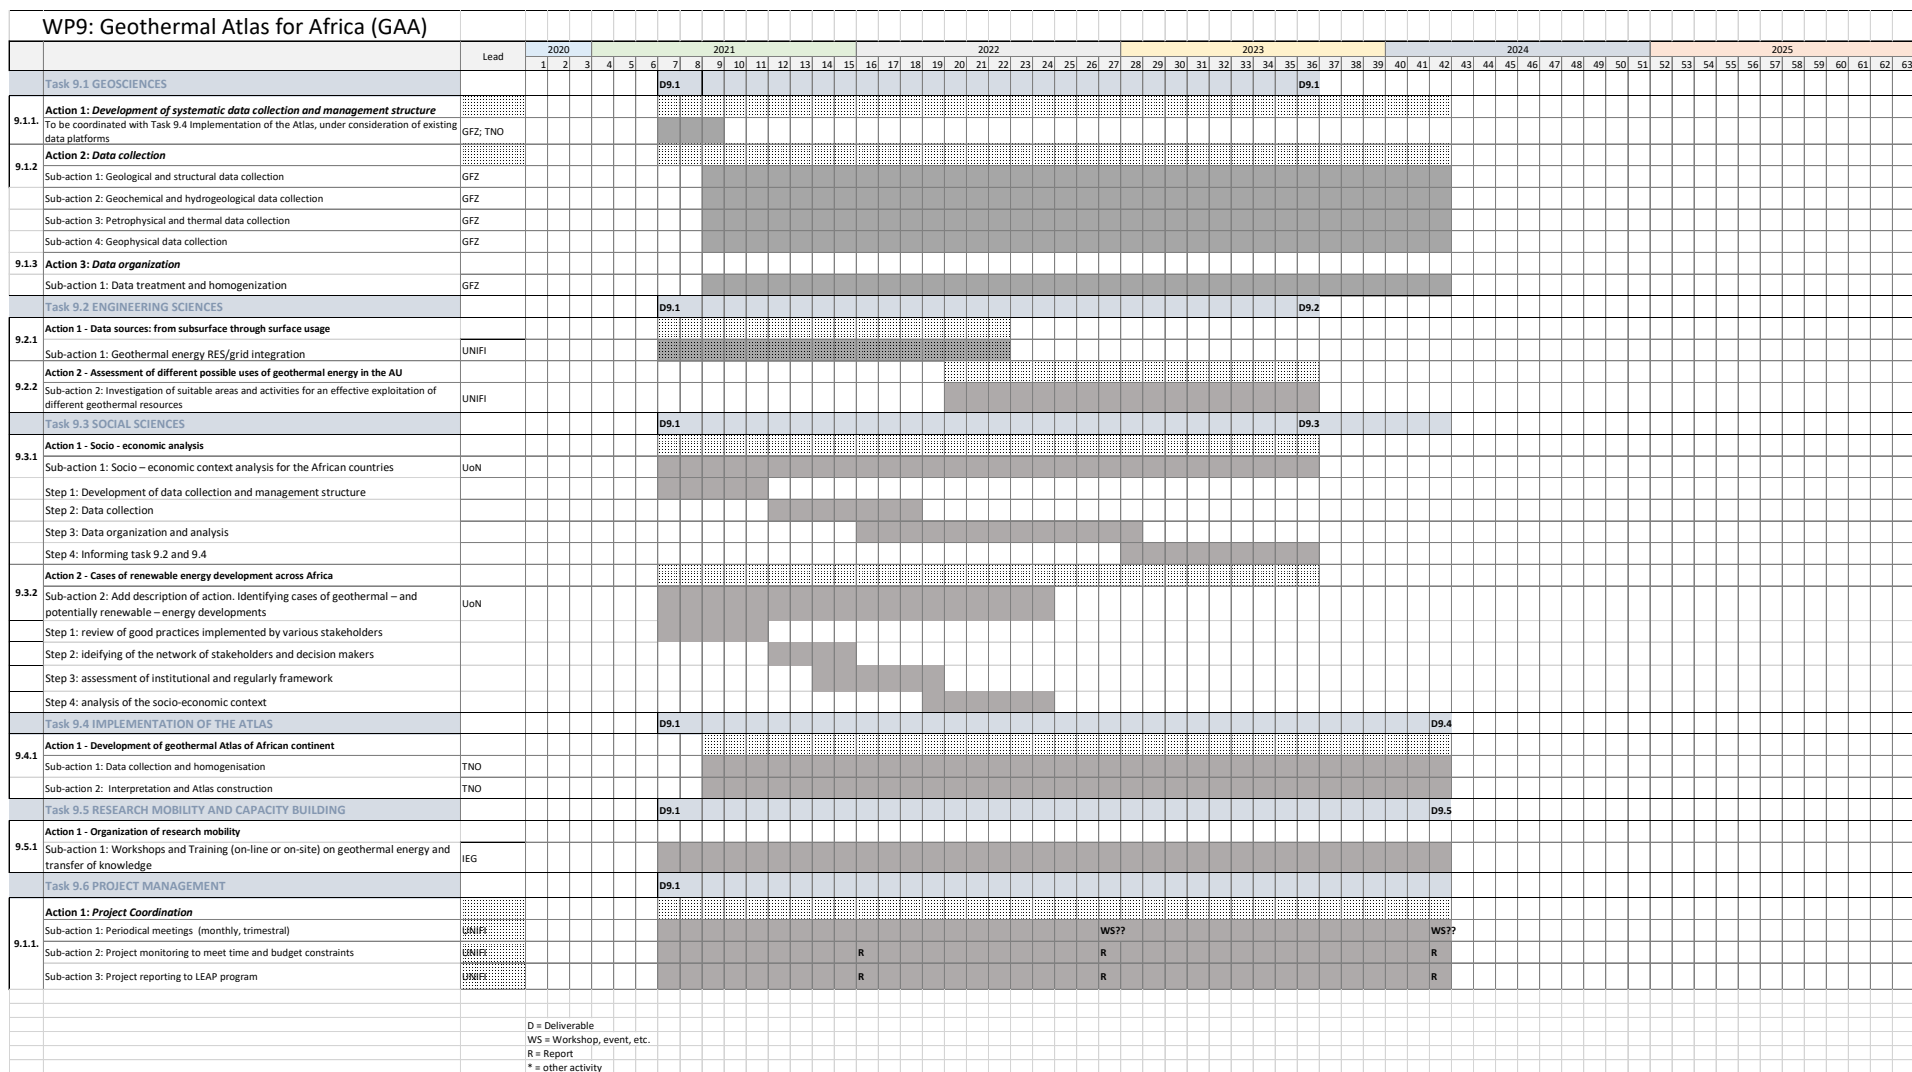 WP9: Geothermal Atlas for Africa (GAA)
Lead
2020 2021 2022 2023 2024 2025
1 2 3 4 5 6 7 8 9 10 11 12 13 14 15 16 17 18 19 20 21 22 23 24 25 26 27 28 29 30 31 32 33 34 35 36 37 38 39 40 41 42 43 44 45 46 47 48 49 50 51 52 53 54 55 56 57 58 59 60 61 62 63
Task 9.1 GEOSCIENCES D9.1 D9.1
9.1.1. Action 1: Development of systematic data collection and management structure
To be coordinated with Task 9.4 Implementation of the Atlas, under consideration of existing
data platforms
GFZ; TNO
9.1.2 Action 2: Data collection
Sub-action 1: Geological and structural data collection GFZ
Sub-action 2: Geochemical and hydrogeological data collection GFZ
Sub-action 3: Petrophysical and thermal data collection GFZ
Sub-action 4: Geophysical data collection GFZ
9.1.3 Action 3: Data organization
Sub-action 1: Data treatment and homogenization GFZ
Task 9.2 ENGINEERING SCIENCES D9.1 D9.2
9.2.1 Action 1 - Data sources: from subsurface through surface usage
Sub-action 1: Geothermal energy RES/grid integration UNIFI
9.2.2 Action 2 - Assessment of different possible uses of geothermal energy in the AU
Sub-action 2: Investigation of suitable areas and activities for an effective exploitation of
different geothermal resources
UNIFI
Task 9.3 SOCIAL SCIENCES D9.1 D9.3
9.3.1 Action 1 - Socio - economic analysis
Sub-action 1: Socio – economic context analysis for the African countries UoN
Step 1: Development of data collection and management structure
Step 2: Data collection
Step 3: Data organization and analysis
Step 4: Informing task 9.2 and 9.4
9.3.2 Action 2 - Cases of renewable energy development across Africa
Sub-action 2: Add description of action. Identifying cases of geothermal – and
potentially renewable – energy developments
UoN
Step 1: review of good practices implemented by various stakeholders
Step 2: ideifying of the network of stakeholders and decision makers
Step 3: assessment of institutional and regularly framework
Step 4: analysis of the socio-economic context
Task 9.4 IMPLEMENTATION OF THE ATLAS D9.1 D9.4
9.4.1 Action 1 - Development of geothermal Atlas of African continent
Sub-action 1: Data collection and homogenisation TNO
Sub-action 2: Interpretation and Atlas construction TNO
Task 9.5 RESEARCH MOBILITY AND CAPACITY BUILDING D9.1 D9.5
9.5.1 Action 1 - Organization of research mobility
Sub-action 1: Workshops and Training (on-line or on-site) on geothermal energy and
transfer of knowledge
IEG
Task 9.6 PROJECT MANAGEMENT D9.1
9.1.1. Action 1: Project Coordination
Sub-action 1: Periodical meetings (monthly, trimestral) UNIFI WS?? WS??
Sub-action 2: Project monitoring to meet time and budget constraints UNIFI R R R
Sub-action 3: Project reporting to LEAP program UNIFI R R R
D = Deliverable
WS = Workshop, event, etc.
R = Report
* = other activity